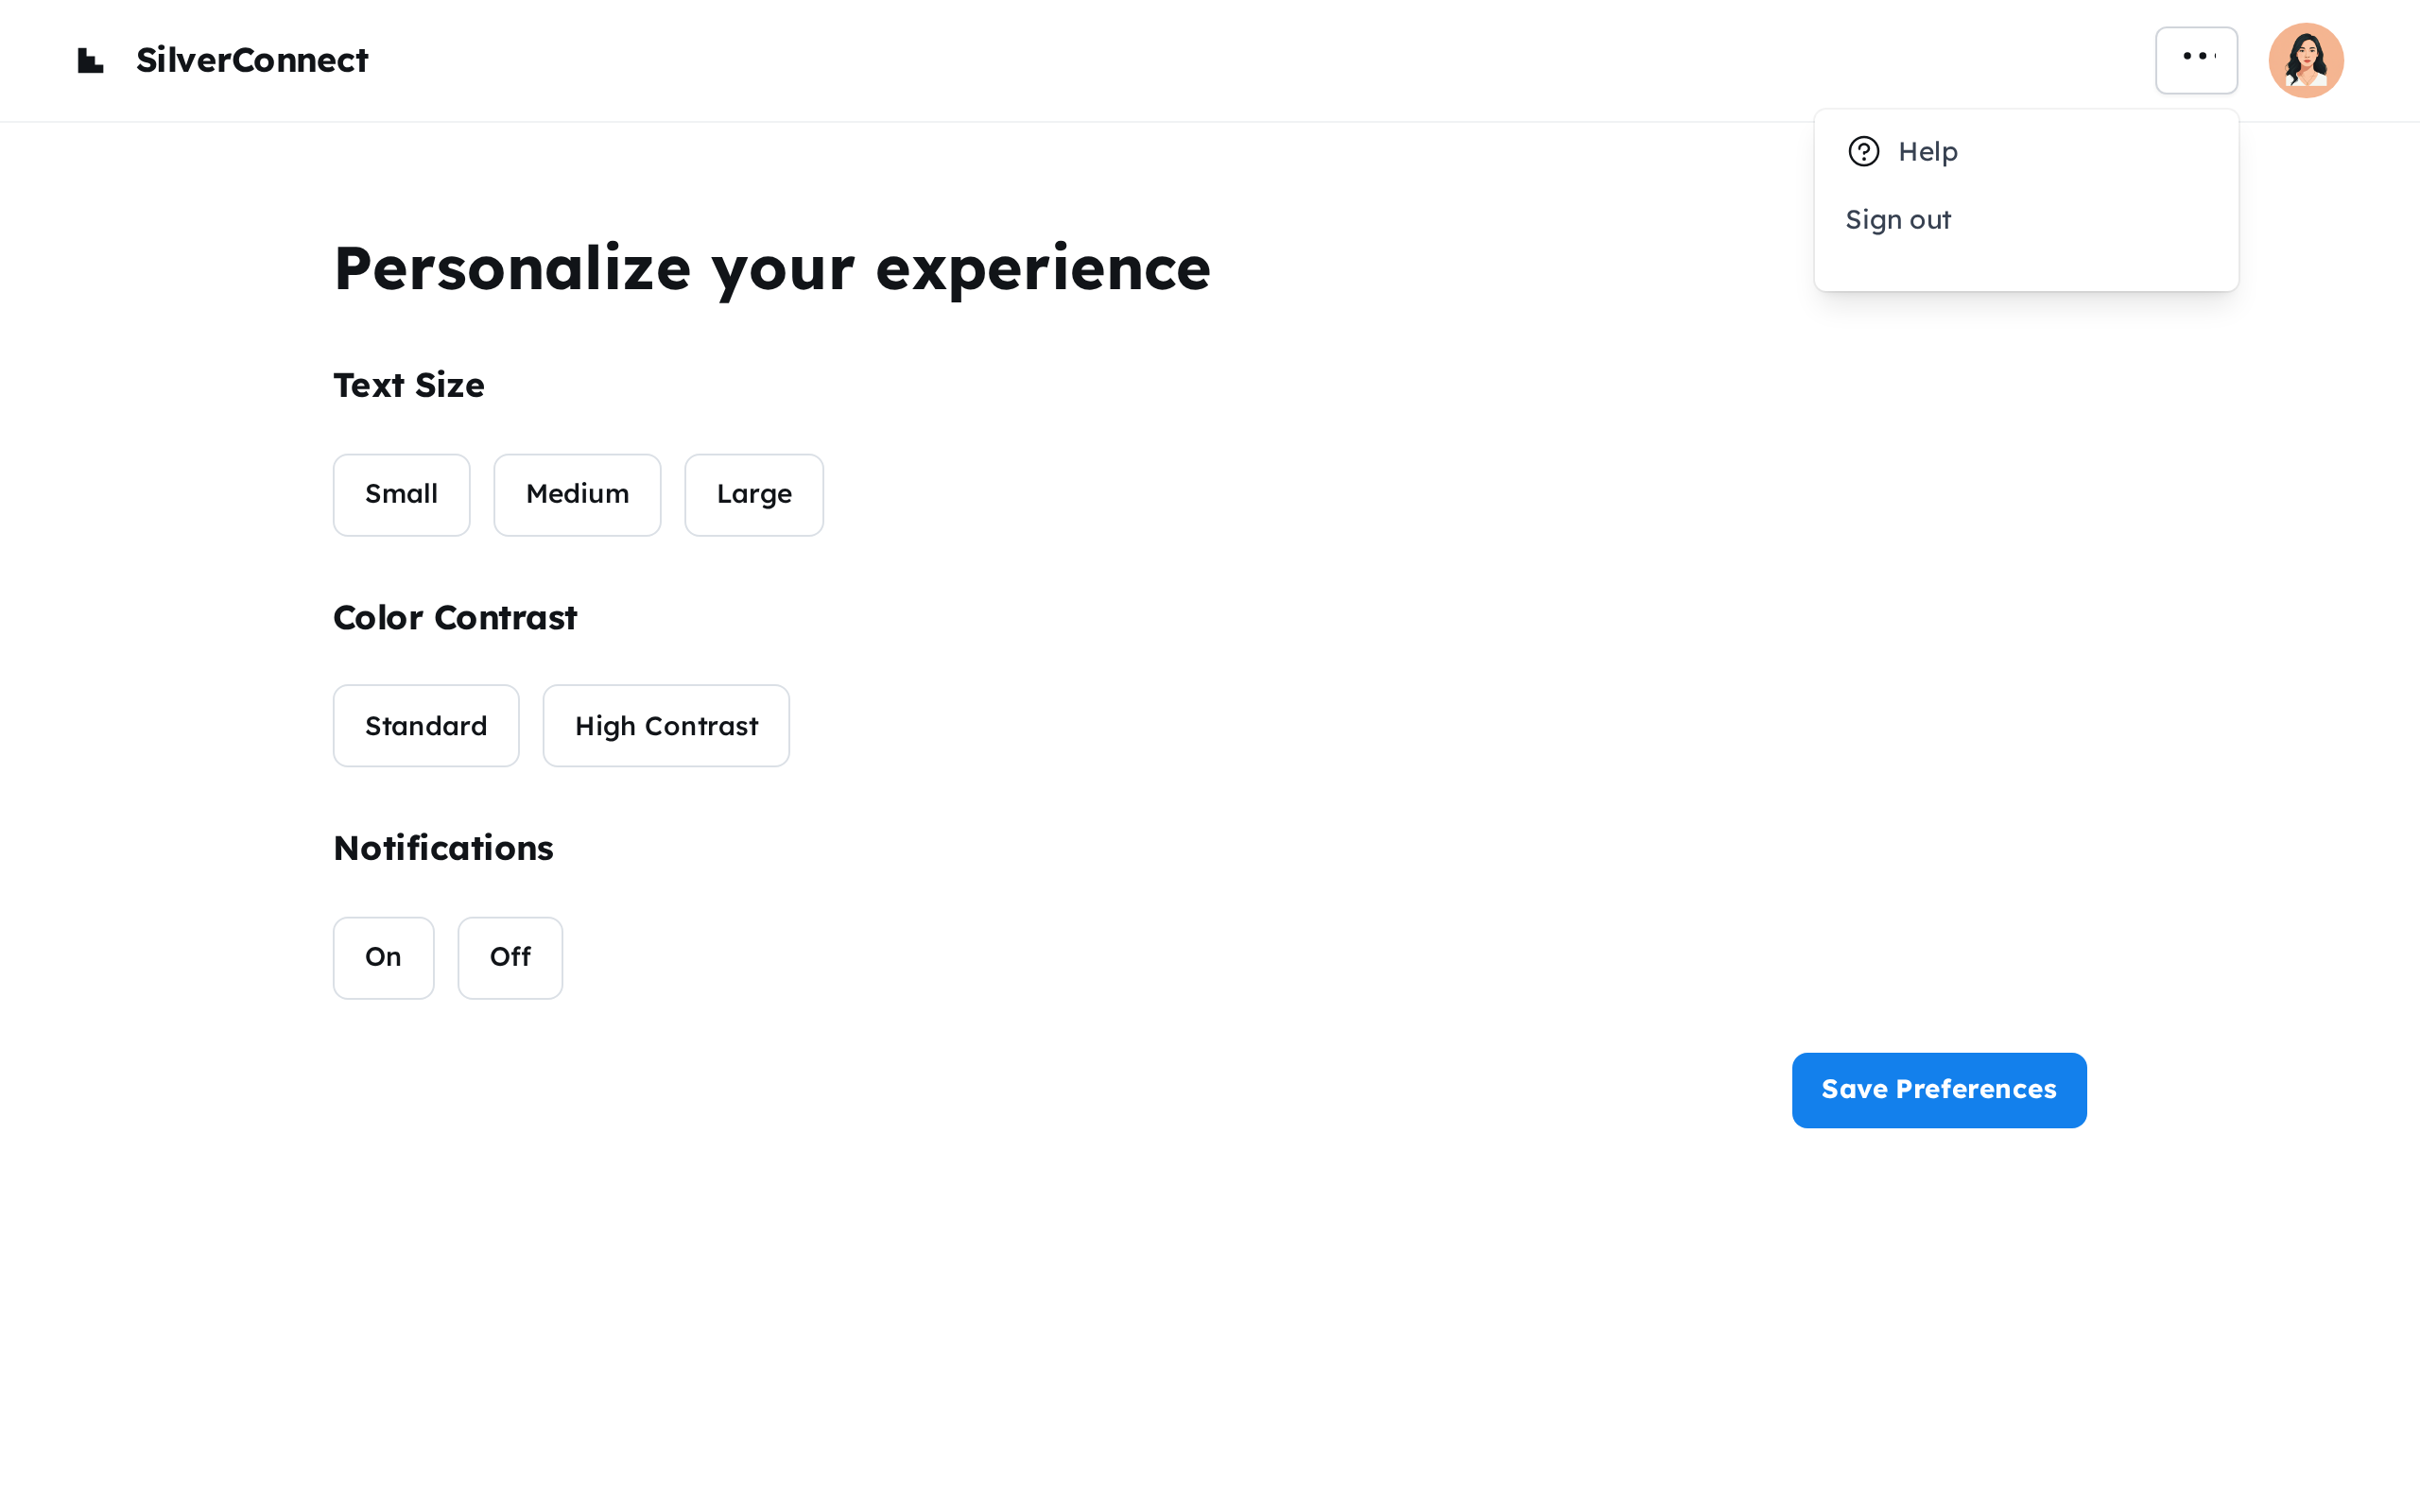 SilverConnect
Help
Sign out
Personalize your experience
Text Size
Small Medium Large
Color Contrast
Standard High Contrast
Notifications
On Off
Save Preferences